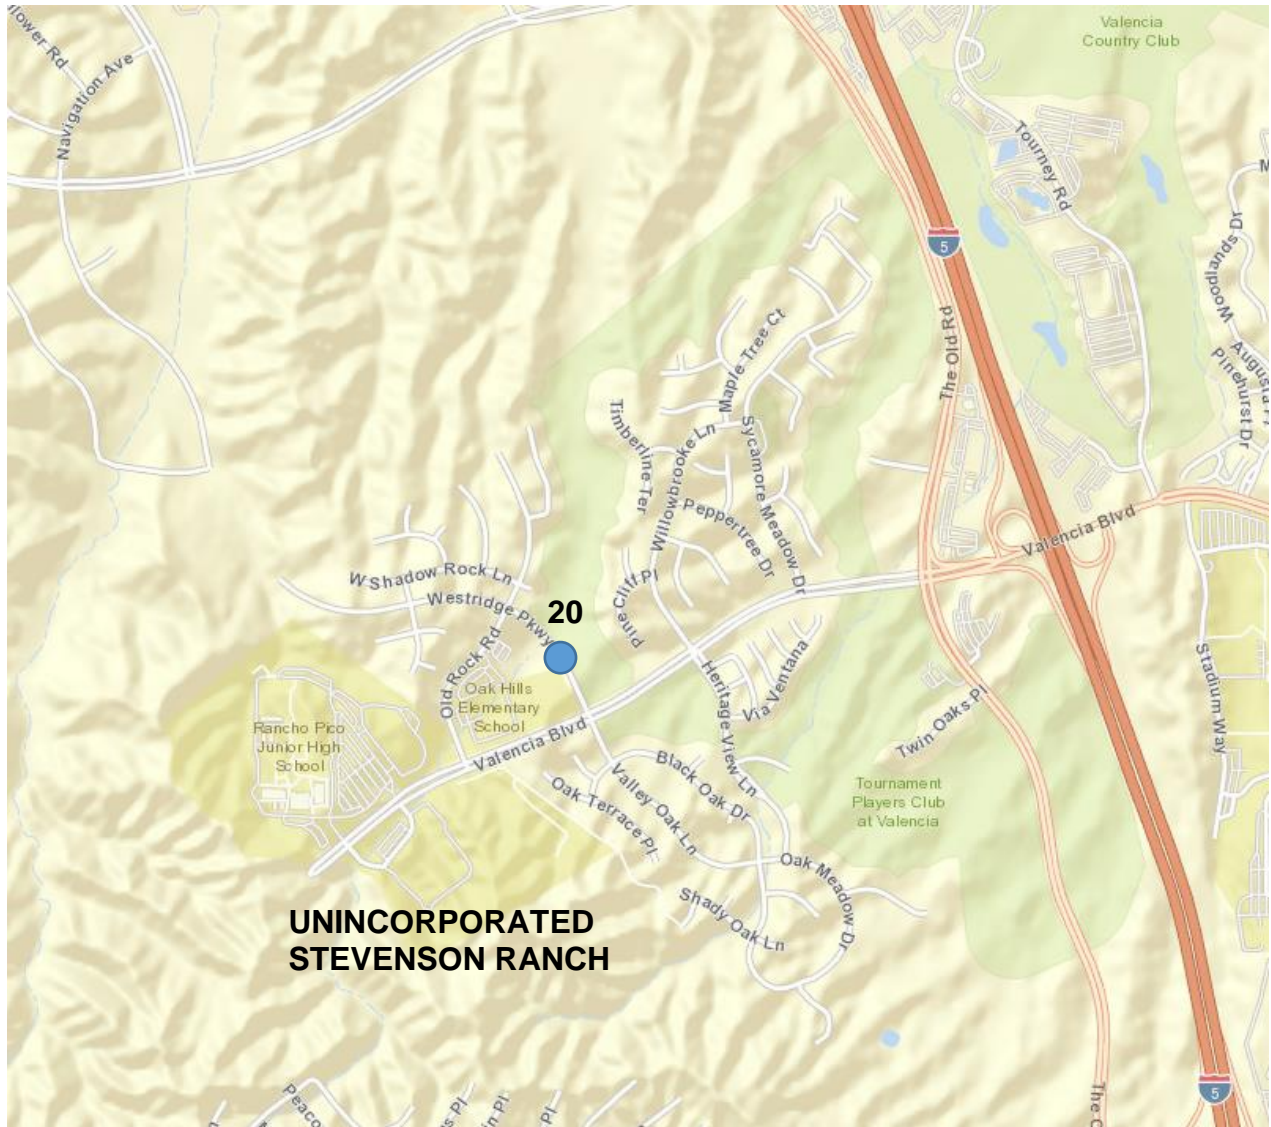 Valencia
Country Club
Navigation Ave
Tourney Rd
Woodlands Dr
5
Augusta
Pinehurst Dr
The Old Rd
Maple Tree Ct
Timberline Ter
Willowbrooke Ln
Sycamore Meadow Dr
Peppertree Dr
Valencia Blvd
W Shadow Rock Ln
Westridge Pkwy
Pine Cliff Pl
20
Old Rock Rd
Oak Hills
Elementary
School
Heritage View Ln
Via Ventana
Stadium Way
Twin Oaks Pl
Rancho Pico
Junior High
School
Valencia Blvd
Black Oak Dr
Valley Oak Ln
Oak Terrace Pl
Tournament
Players Club
at Valencia
Oak Meadow Dr
Shady Oak Ln
UNINCORPORATED
STEVENSON RANCH
5
The
Pl
Pl